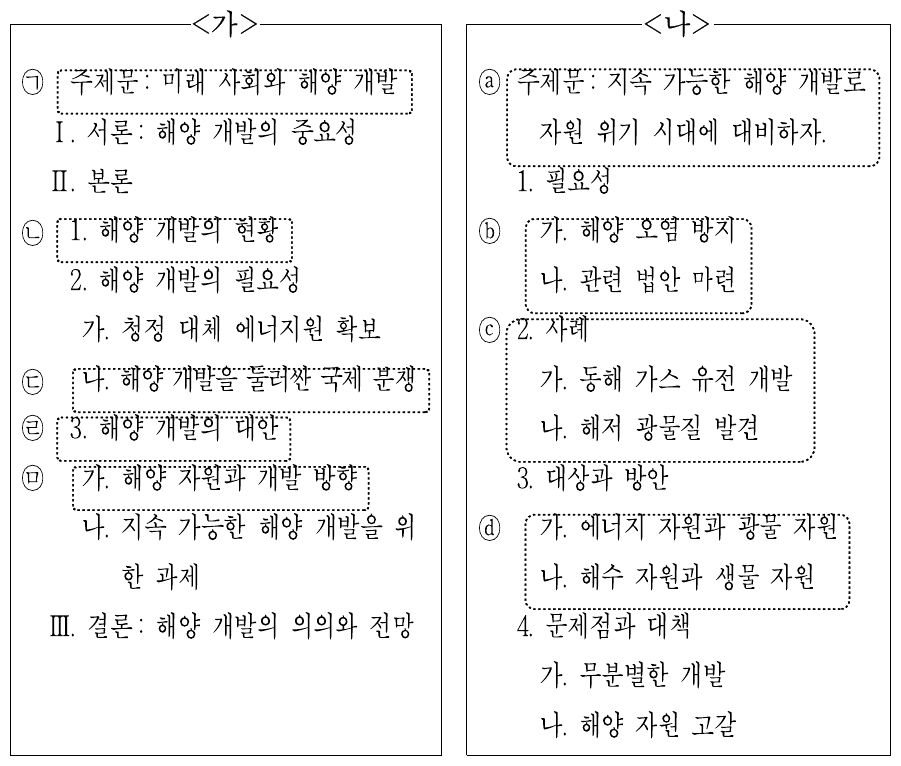 <가>
㉠ 주제문: 미래 사회와 해양 개발
Ⅰ. 서론: 해양 개발의 중요성
Ⅱ. 본론
㉡ 1. 해양 개발의 현황
2. 해양 개발의 필요성
가. 청정 대체 에너지원 확보
㉢ 나. 해양 개발을 둘러싼 국제 분쟁
㉣ 3. 해양 개발의 대안
㉤ 가. 해양 자원과 개발 방향
나. 지속 가능한 해양 개발을 위
한 과제
Ⅲ. 결론: 해양 개발의 의의와 전망
<나>
ⓐ 주제문: 지속 가능한 해양 개발로
자원 위기 시대에 대비하자.
1. 필요성
ⓑ 가. 해양 오염 방지
나. 관련 법안 마련
ⓒ 2. 사례
가. 동해 가스 유전 개발
나. 해저 광물질 발견
3. 대상과 방안
ⓓ 가. 에너지 자원과 광물 자원
나. 해수 자원과 생물 자원
4. 문제점과 대책
가. 무분별한 개발
나. 해양 자원 고갈